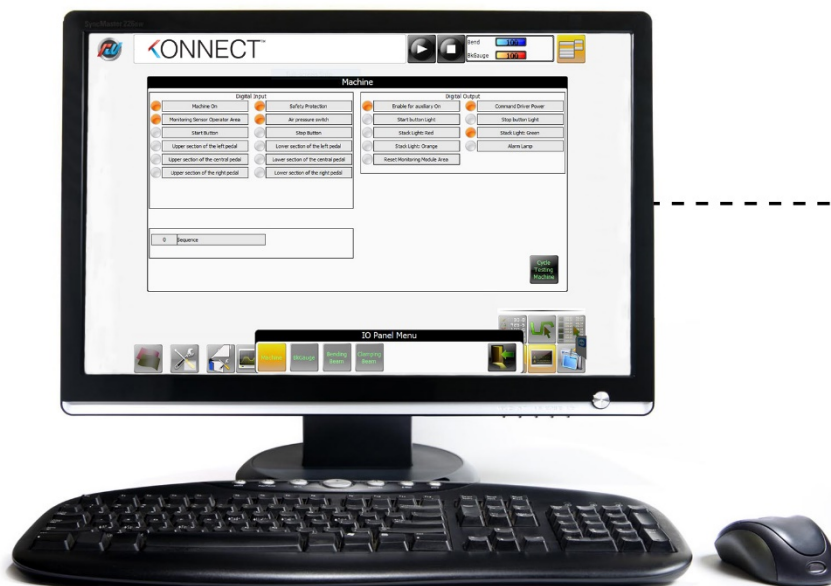 SyncMaster 226bw
KONNECT™
Bend 100
BkGauge 100
Machine
Digital Input
Digital Output
Machine On
Safety Protection
Enable for auxiliary On
Command Driver Power
Monitoring Sensor Operator Area
Air pressure switch
Start button Light
Stop button Light
Start Button
Stop Button
Stack Light: Red
Stack Light: Green
Upper section of the left pedal
Lower section of the left pedal
Stack Light: Orange
Alarm Lamp
Upper section of the central pedal
Lower section of the central pedal
Reset Monitoring Module Area
Upper section of the right pedal
Lower section of the right pedal
0 Sequence
Cycle
Testing
Machine
IO Panel Menu
Machine
BkGauge
Bending
Beam
Clamping
Beam